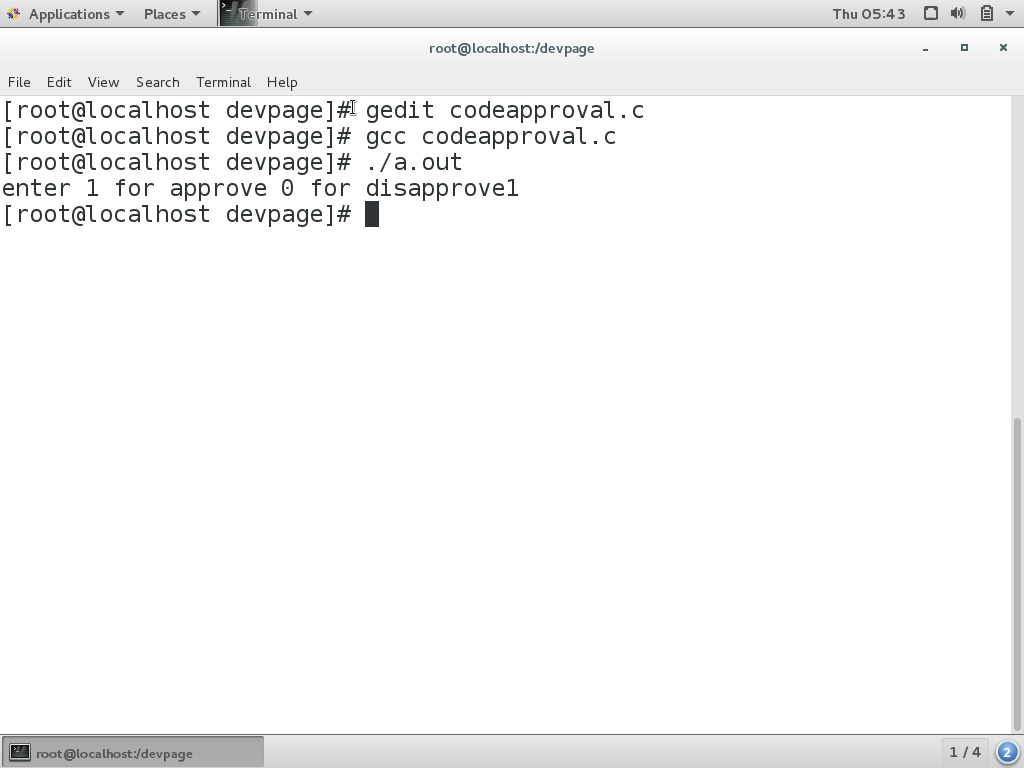 Applications Places Terminal Thu 05:43
root@localhost:/devpage
File Edit View Search Terminal Help
[root@localhost devpage]# gedit codeapproval.c
[root@localhost devpage]# gcc codeapproval.c
[root@localhost devpage]# ./a.out
enter 1 for approve 0 for disapprove1
[root@localhost devpage]#
root@localhost:/devpage 1 / 4 2